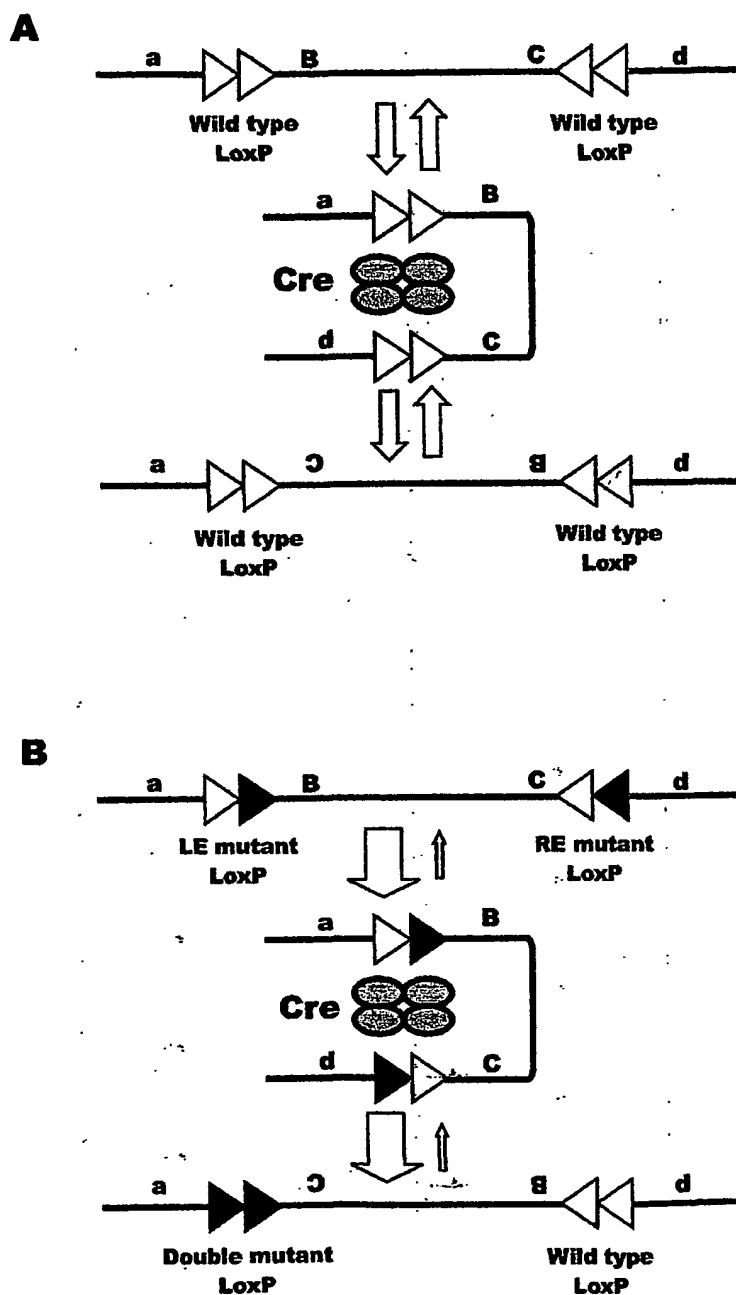 A
a B C d
Wild type Wild type
LoxP LoxP
a B
Cre
d C
a Ɔ ᗺ d
Wild type Wild type
LoxP LoxP
B
a B C d
LE mutant RE mutant
LoxP LoxP
a B
Cre
d C
a Ɔ ᗺ d
Double mutant Wild type
LoxP LoxP